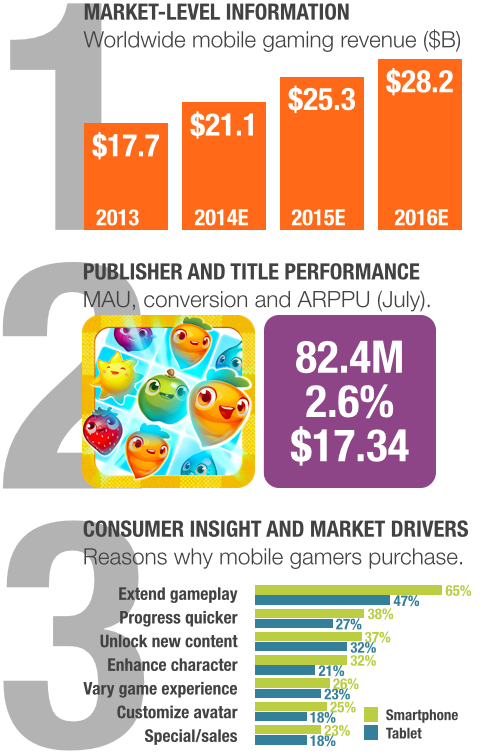 1
MARKET-LEVEL INFORMATION
Worldwide mobile gaming revenue ($B)
$17.7
$21.1
$25.3
$28.2
2013
2014E
2015E
2016E
2
PUBLISHER AND TITLE PERFORMANCE
MAU, conversion and ARPPU (July).
82.4M
2.6%
$17.34
3
CONSUMER INSIGHT AND MARKET DRIVERS
Reasons why mobile gamers purchase.
Extend gameplay 65%
47%
Progress quicker 38%
27%
Unlock new content 37%
32%
Enhance character 32%
21%
Vary game experience 26%
23%
Customize avatar 25%
18%
Special/sales 23%
18%
Smartphone
Tablet